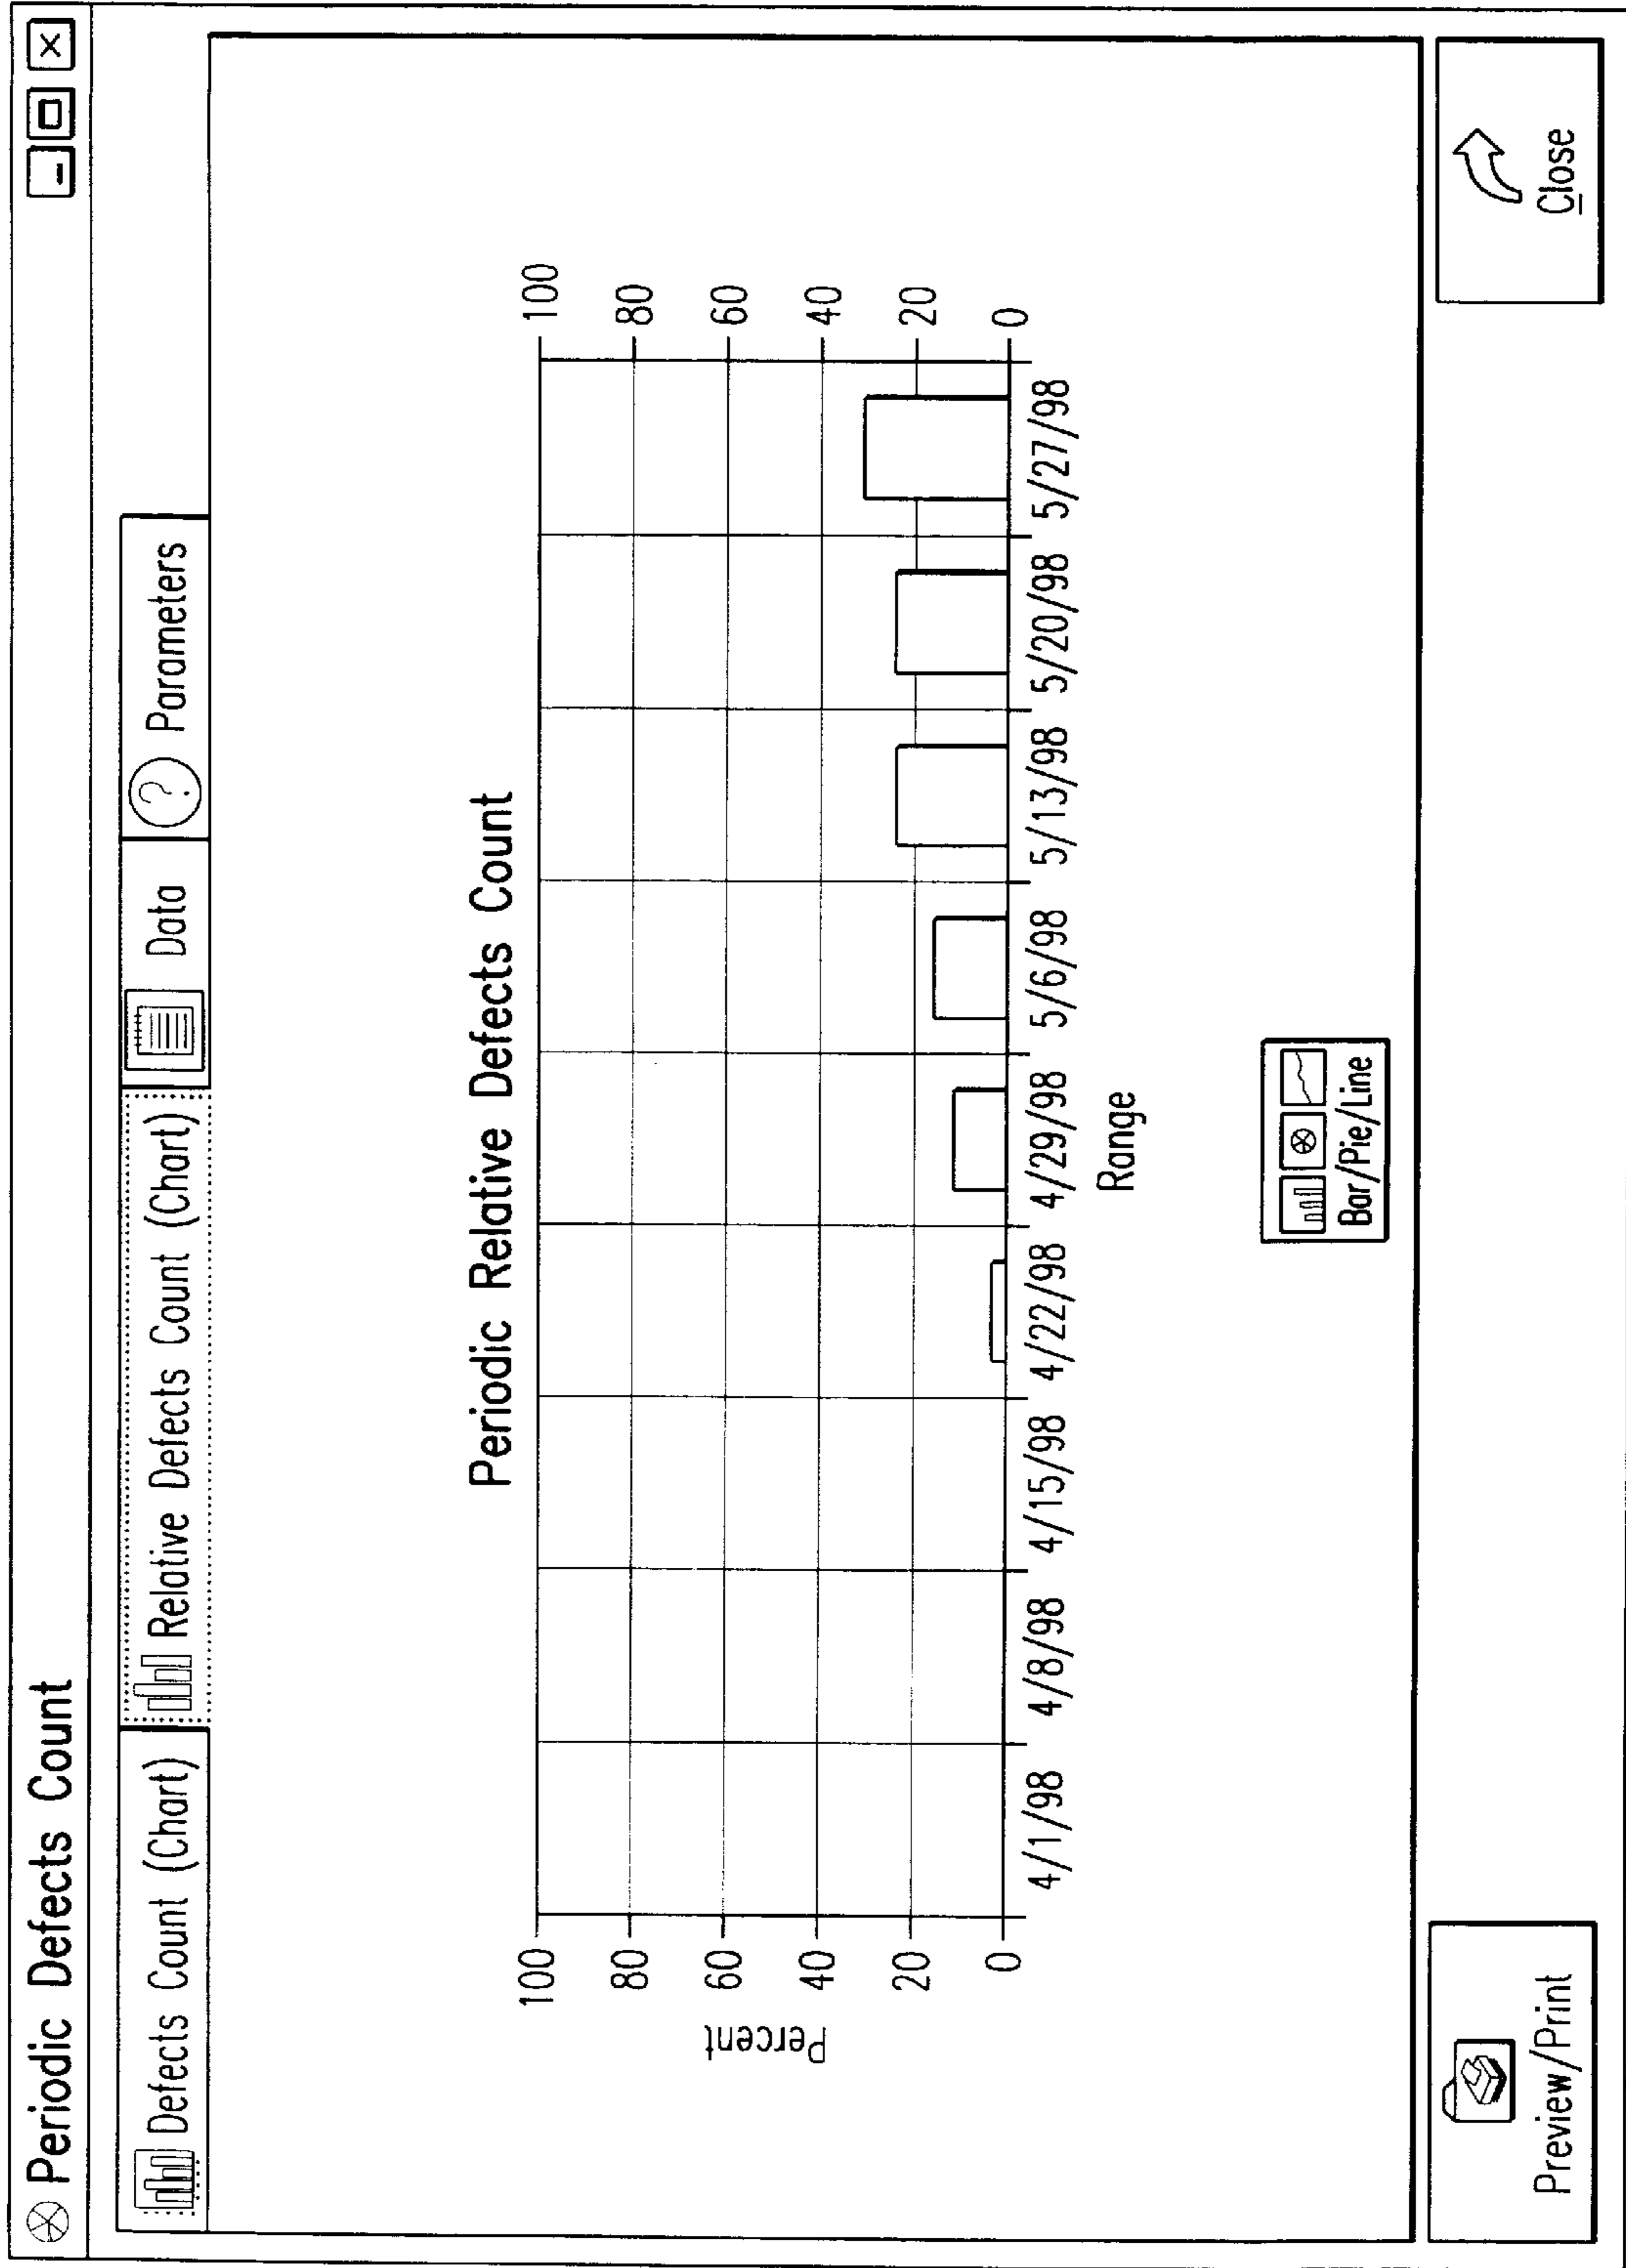 Periodic Defects Count
Defects Count (Chart)
Relative Defects Count (Chart)
Data
? Parameters
Periodic Relative Defects Count
Percent
100
80
60
40
20
0
100
80
60
40
20
0
4/1/98 4/8/98 4/15/98 4/22/98 4/29/98 5/6/98 5/13/98 5/20/98 5/27/98
Range
Bar/Pie/Line
Preview/Print
Close